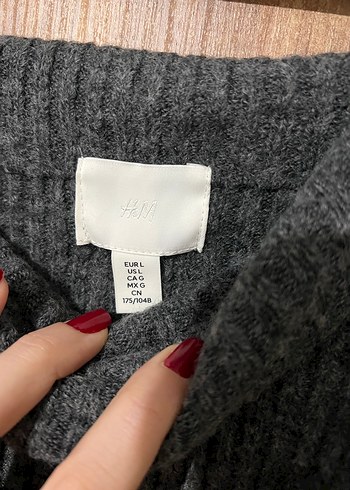 H&M
EUR L
US L
CA G
MX G
CN
175/104B